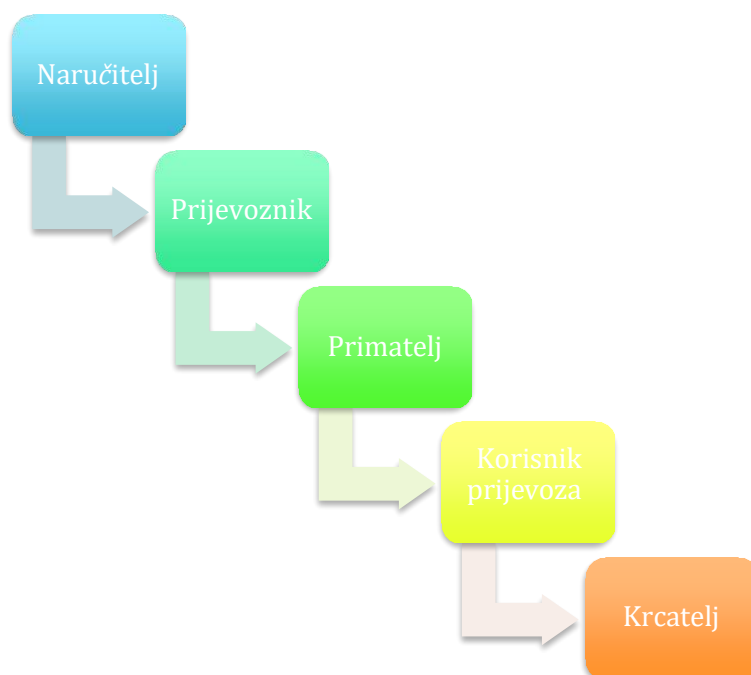 Naručitelj
Prijevoznik
Primatelj
Korisnik
prijevoza
Krcatelj